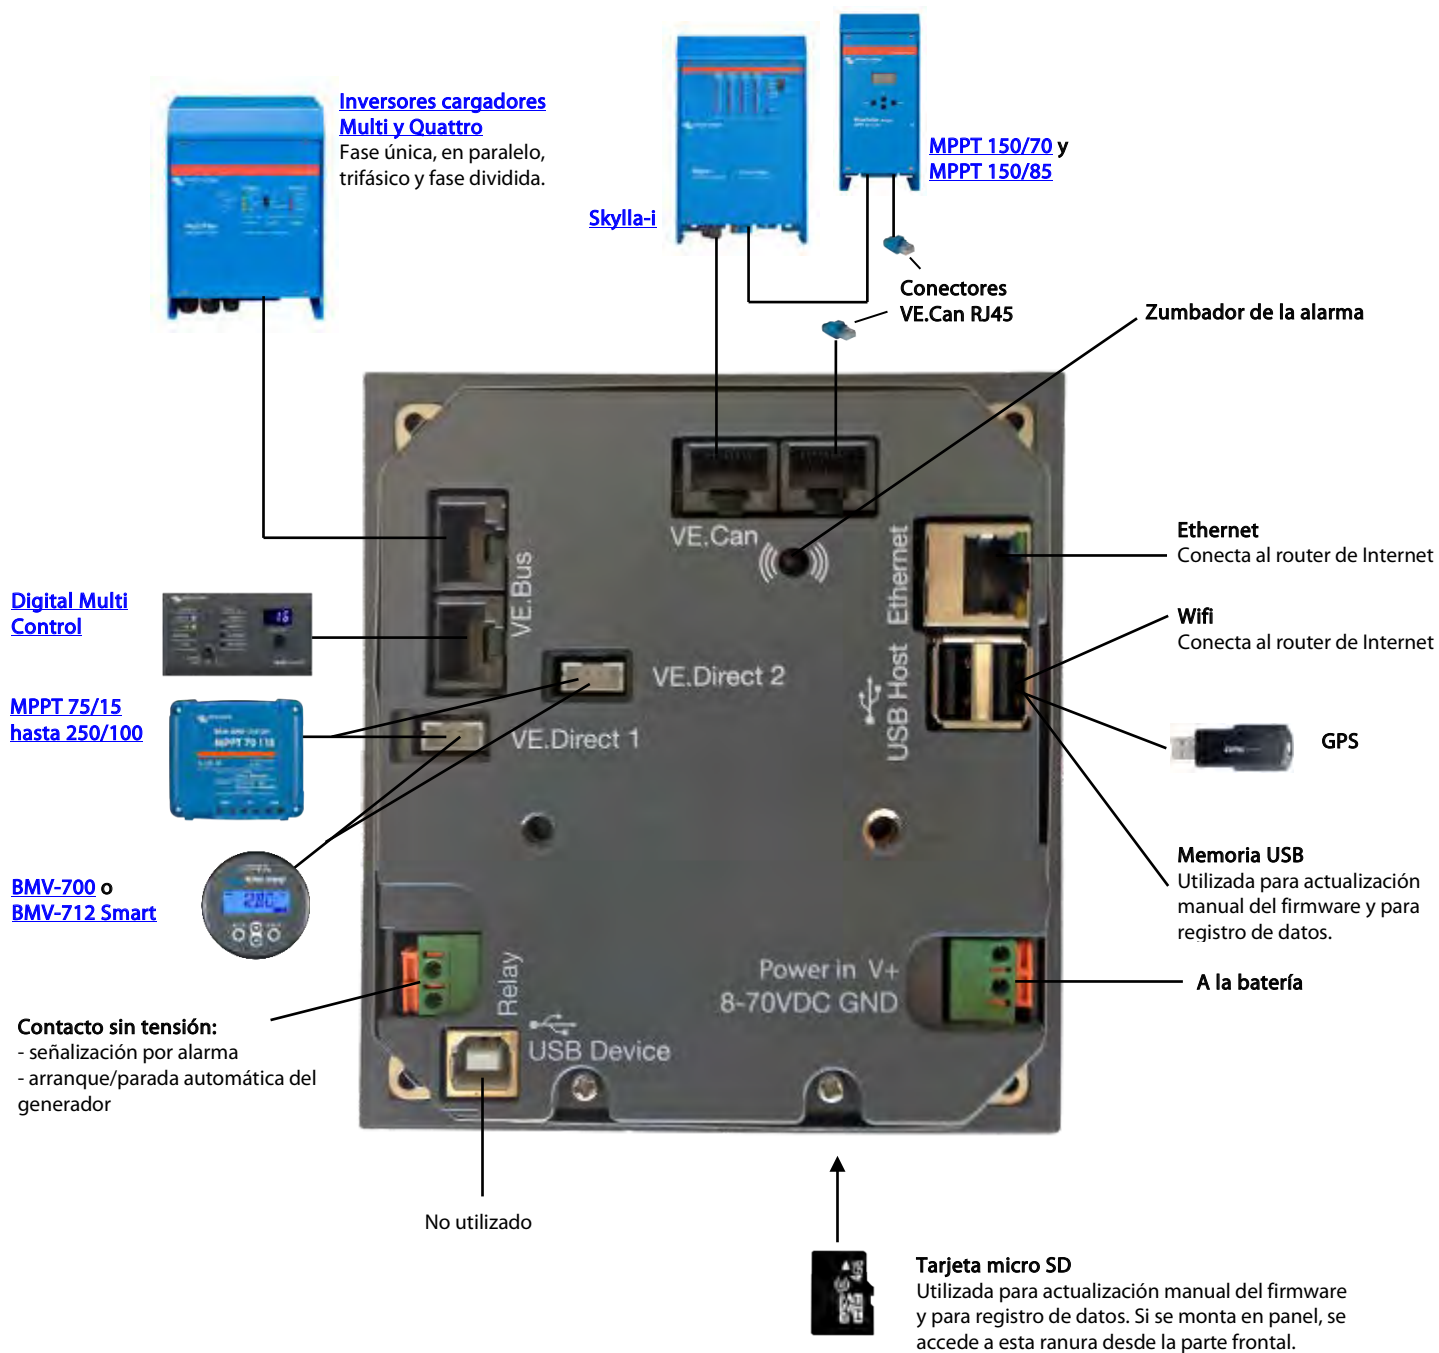 Inversores cargadores
Multi y Quattro
Fase única, en paralelo,
trifásico y fase dividida.
MPPT 150/70 y
MPPT 150/85
Skylla-i
Conectores
VE.Can RJ45
Zumbador de la alarma
VE.Can
Ethernet
Ethernet
Conecta al router de Internet
VE.Bus
Digital Multi
Control
Wifi
Conecta al router de Internet
USB Host
VE.Direct 2
MPPT 75/15
hasta 250/100
MPPT 70 | 15
VE.Direct 1
GPS
BMV-700 o
BMV-712 Smart
Memoria USB
Utilizada para actualización
manual del firmware y para
registro de datos.
Relay
Power in V+
8-70VDC GND
A la batería
Contacto sin tensión:
- señalización por alarma
- arranque/parada automática del
generador
USB Device
No utilizado
Tarjeta micro SD
Utilizada para actualización manual del firmware
y para registro de datos. Si se monta en panel, se
accede a esta ranura desde la parte frontal.